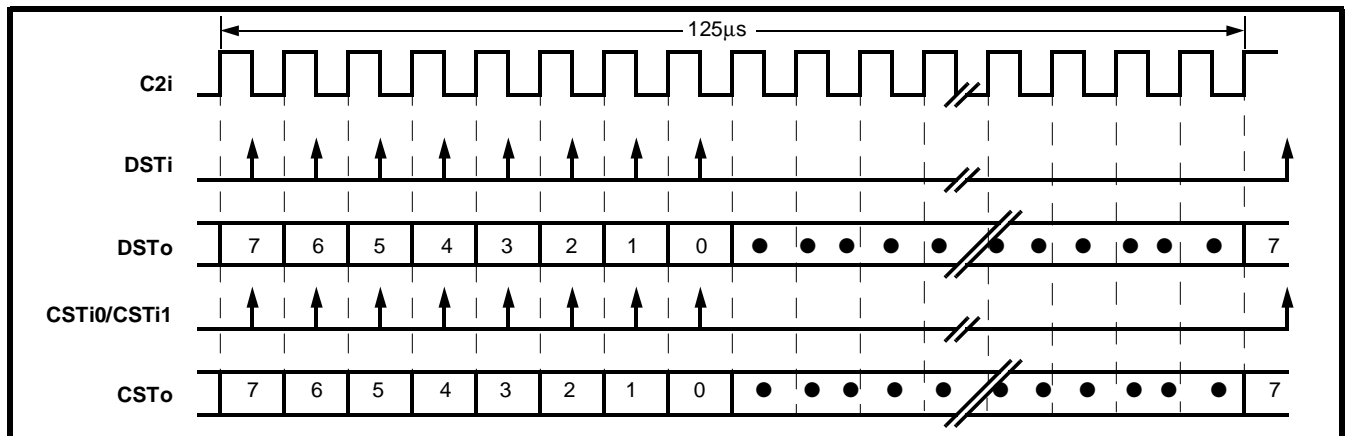 125μs
C2i
DSTi
DSTo 7 6 5 4 3 2 1 0 7
CSTi0/CSTi1
CSTo 7 6 5 4 3 2 1 0 7